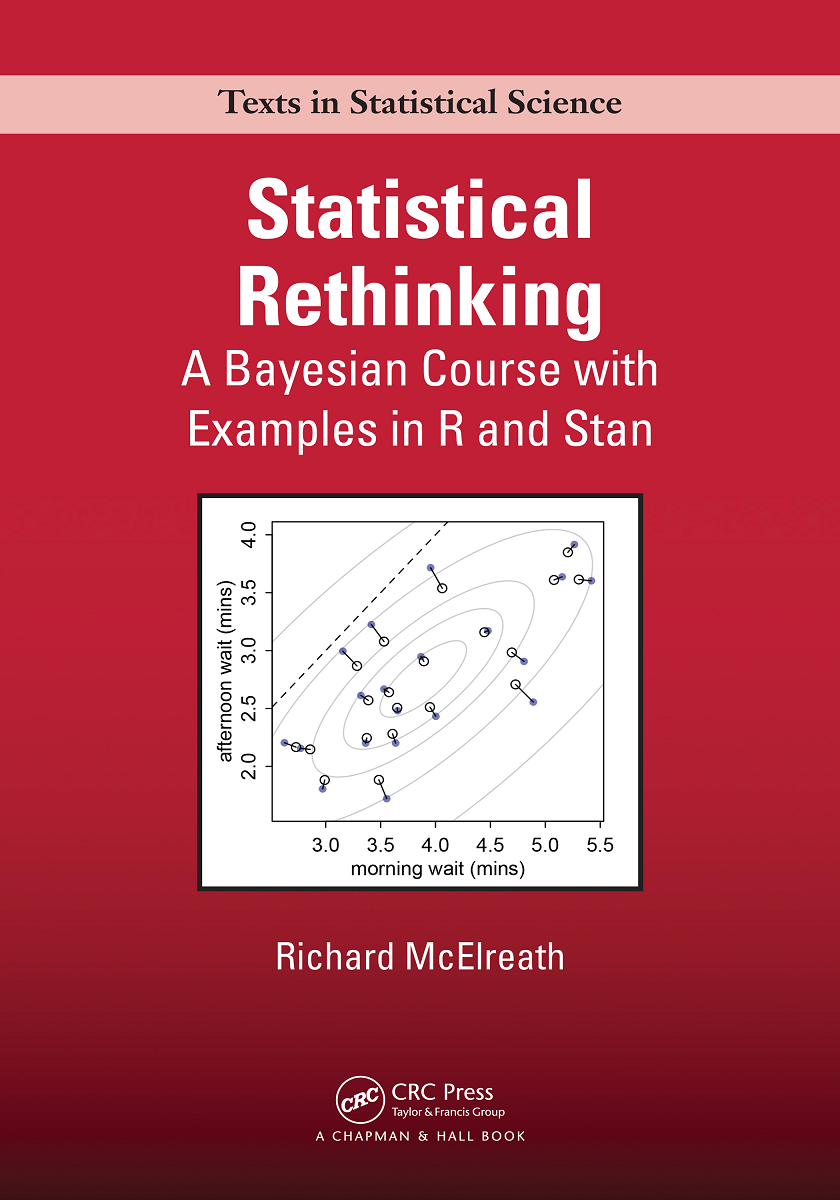 Texts in Statistical Science
Statistical
Rethinking
A Bayesian Course with
Examples in R and Stan
4.0
3.5
3.0
2.5
2.0
afternoon wait (mins)
3.0 3.5 4.0 4.5 5.0 5.5
morning wait (mins)
Richard McElreath
CRC
CRC Press
Taylor & Francis Group
A CHAPMAN & HALL BOOK